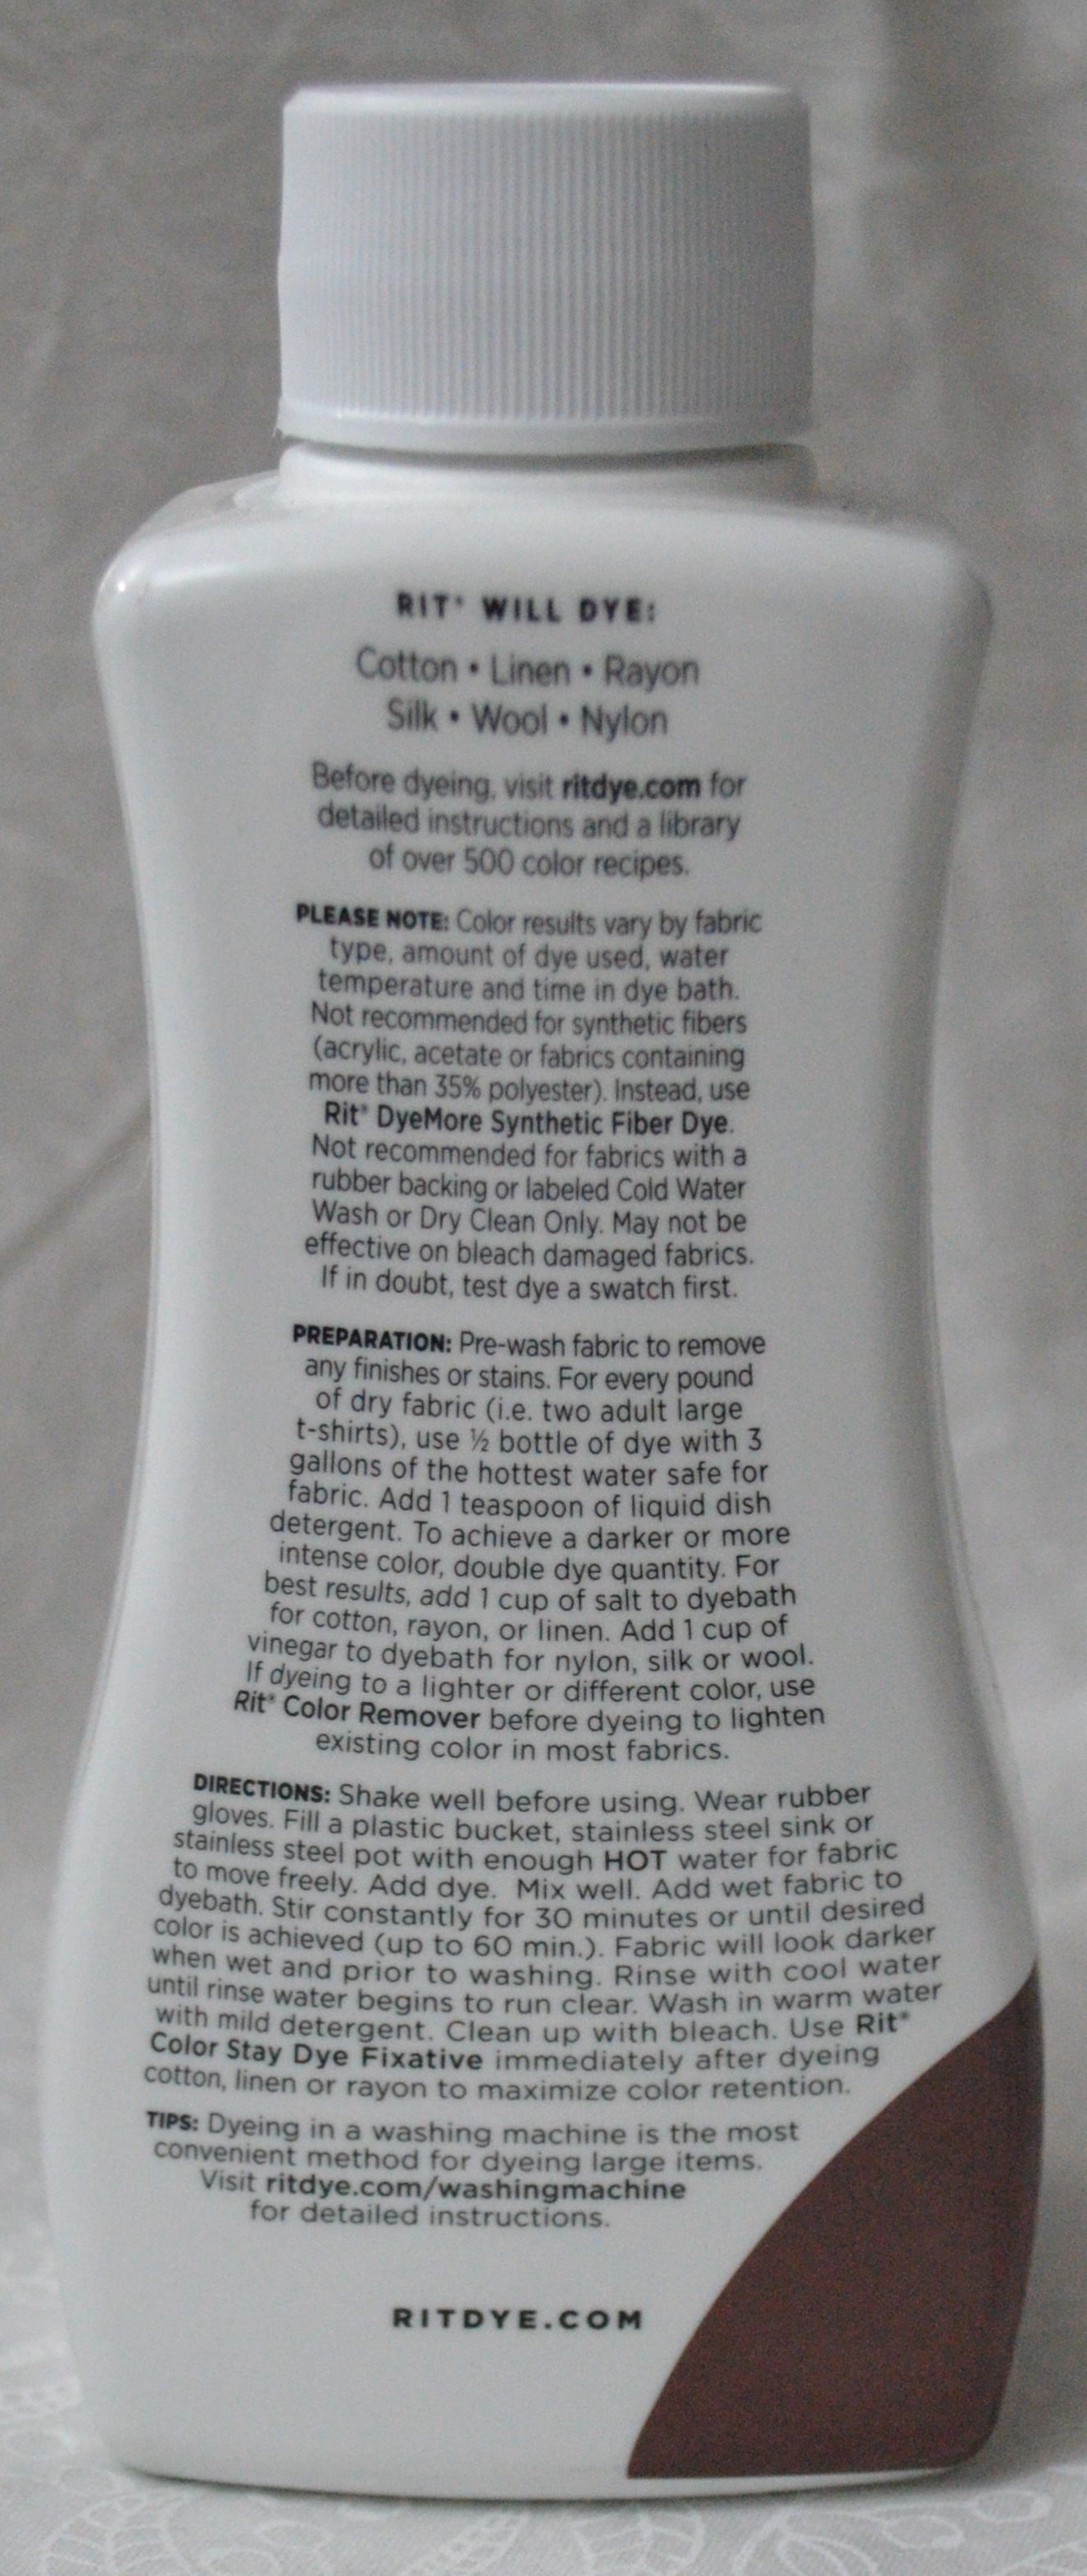 RIT® WILL DYE:
Cotton • Linen • Rayon
Silk • Wool • Nylon
Before dyeing, visit ritdye.com for
detailed instructions and a library
of over 500 color recipes.
PLEASE NOTE: Color results vary by fabric
type, amount of dye used, water
temperature and time in dye bath.
Not recommended for synthetic fibers
(acrylic, acetate or fabrics containing
more than 35% polyester). Instead, use
Rit® DyeMore Synthetic Fiber Dye.
Not recommended for fabrics with a
rubber backing or labeled Cold Water
Wash or Dry Clean Only. May not be
effective on bleach damaged fabrics.
If in doubt, test dye a swatch first.
PREPARATION: Pre-wash fabric to remove
any finishes or stains. For every pound
of dry fabric (i.e. two adult large
t-shirts), use ½ bottle of dye with 3
gallons of the hottest water safe for
fabric. Add 1 teaspoon of liquid dish
detergent. To achieve a darker or more
intense color, double dye quantity. For
best results, add 1 cup of salt to dyebath
for cotton, rayon, or linen. Add 1 cup of
vinegar to dyebath for nylon, silk or wool.
If dyeing to a lighter or different color, use
Rit® Color Remover before dyeing to lighten
existing color in most fabrics.
DIRECTIONS: Shake well before using. Wear rubber
gloves. Fill a plastic bucket, stainless steel sink or
stainless steel pot with enough HOT water for fabric
to move freely. Add dye. Mix well. Add wet fabric to
dyebath. Stir constantly for 30 minutes or until desired
color is achieved (up to 60 min.). Fabric will look darker
when wet and prior to washing. Rinse with cool water
until rinse water begins to run clear. Wash in warm water
with mild detergent. Clean up with bleach. Use Rit®
Color Stay Dye Fixative immediately after dyeing
cotton, linen or rayon to maximize color retention.
TIPS: Dyeing in a washing machine is the most
convenient method for dyeing large items.
Visit ritdye.com/washingmachine
for detailed instructions.
RITDYE.COM